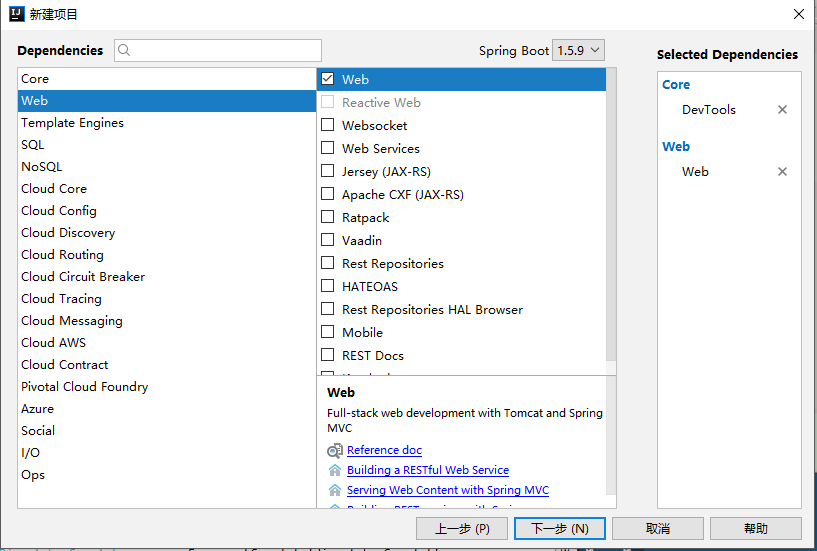 新建项目
Dependencies
Spring Boot 1.5.9
Selected Dependencies
Core
Web
Template Engines
SQL
NoSQL
Cloud Core
Cloud Config
Cloud Discovery
Cloud Routing
Cloud Circuit Breaker
Cloud Tracing
Cloud Messaging
Cloud AWS
Cloud Contract
Pivotal Cloud Foundry
Azure
Social
I/O
Ops
Web
Reactive Web
Websocket
Web Services
Jersey (JAX-RS)
Apache CXF (JAX-RS)
Ratpack
Vaadin
Rest Repositories
HATEOAS
Rest Repositories HAL Browser
Mobile
REST Docs
Web
Full-stack web development with Tomcat and Spring
MVC
Reference doc
Building a RESTful Web Service
Serving Web Content with Spring MVC
Core
DevTools
Web
Web
上一步 (P)
下一步 (N)
取消
帮助